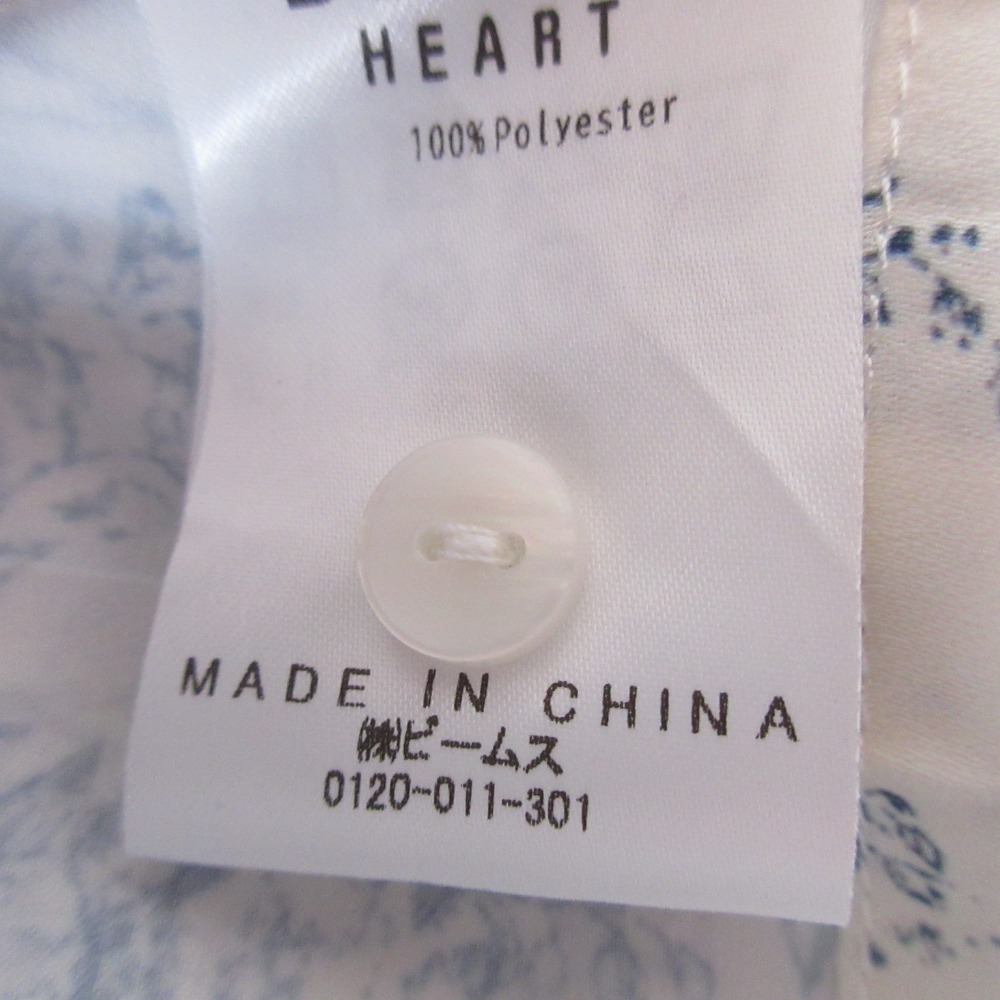 HEART
100% Polyester
MADE IN CHINA
㈱ビームス
0120-011-301